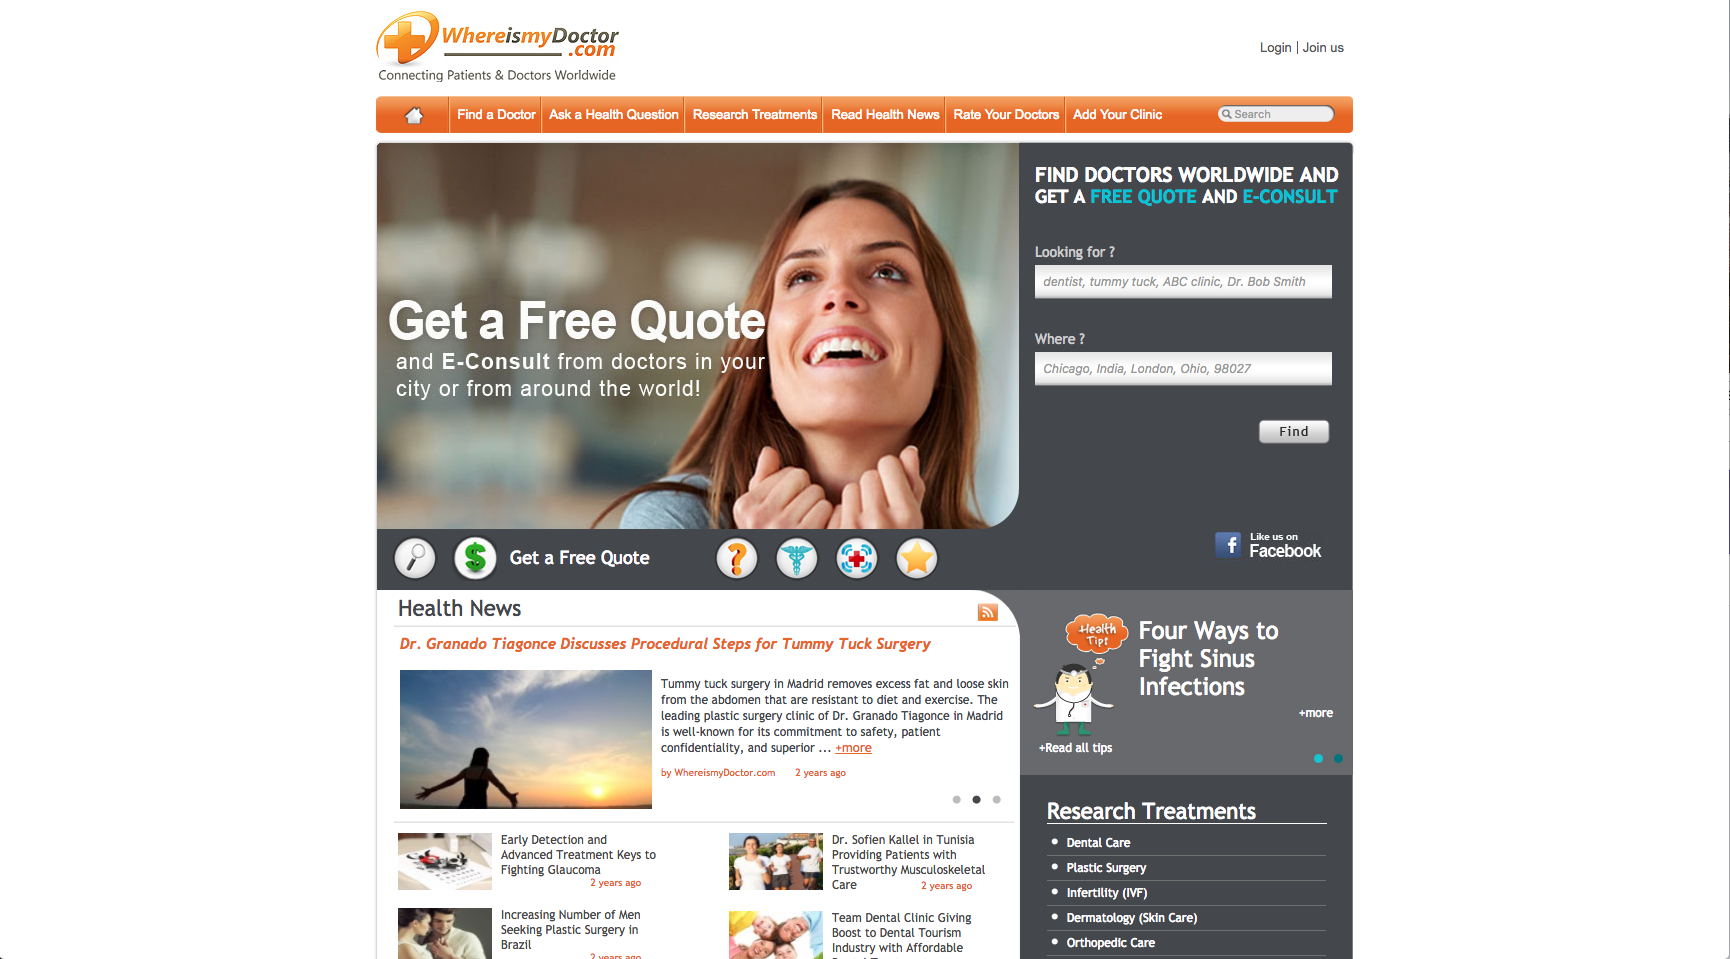 WhereismyDoctor
.com
Connecting Patients & Doctors Worldwide
Login | Join us
Find a Doctor
Ask a Health Question
Research Treatments
Read Health News
Rate Your Doctors
Add Your Clinic
Search
Get a Free Quote
and E-Consult from doctors in your
city or from around the world!
FIND DOCTORS WORLDWIDE AND
GET A FREE QUOTE AND E-CONSULT
Looking for ?
dentist, tummy tuck, ABC clinic, Dr. Bob Smith
Where ?
Chicago, India, London, Ohio, 98027
Find
Get a Free Quote
Like us on
Facebook
Health News
Dr. Granado Tiagonce Discusses Procedural Steps for Tummy Tuck Surgery
Tummy tuck surgery in Madrid removes excess fat and loose skin
from the abdomen that are resistant to diet and exercise. The
leading plastic surgery clinic of Dr. Granado Tiagonce in Madrid
is well-known for its commitment to safety, patient
confidentiality, and superior ... +more
by WhereismyDoctor.com 2 years ago
Early Detection and
Advanced Treatment Keys to
Fighting Glaucoma
2 years ago
Dr. Sofien Kallel in Tunisia
Providing Patients with
Trustworthy Musculoskeletal
Care
2 years ago
Increasing Number of Men
Seeking Plastic Surgery in
Brazil
2 years ago
Team Dental Clinic Giving
Boost to Dental Tourism
Industry with Affordable
Health
Tip!
Four Ways to
Fight Sinus
Infections
+more
+Read all tips
Research Treatments
Dental Care
Plastic Surgery
Infertility (IVF)
Dermatology (Skin Care)
Orthopedic Care